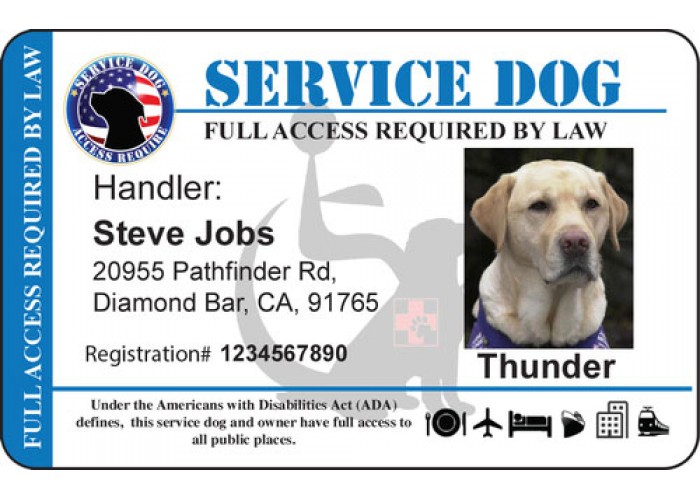 FULL ACCESS REQUIRED BY LAW
SERVICE DOG
ACCESS REQUIRE
SERVICE DOG
FULL ACCESS REQUIRED BY LAW
Handler:
Steve Jobs
20955 Pathfinder Rd,
Diamond Bar, CA, 91765
Registration# 1234567890
Thunder
Under the Americans with Disabilities Act (ADA)
defines, this service dog and owner have full access to
all public places.